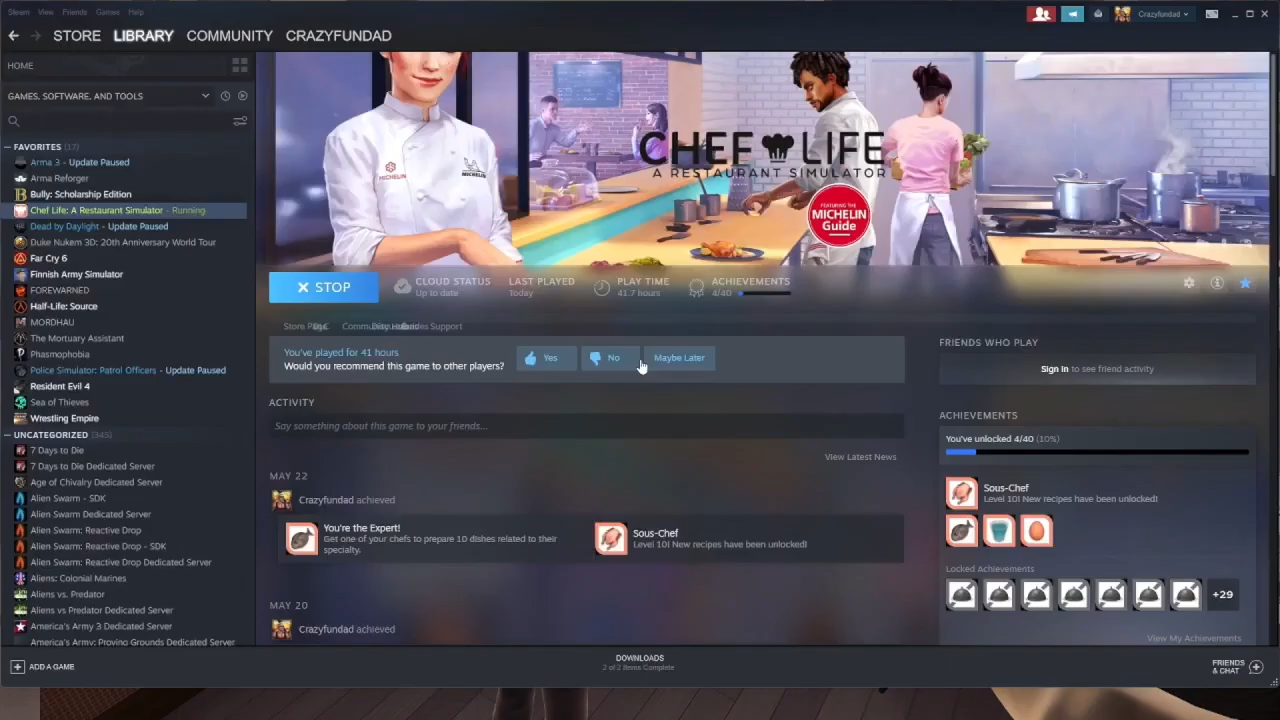 Steam View Friends Games Help
Crazyfundad
STORE LIBRARY COMMUNITY CRAZYFUNDAD
HOME
GAMES, SOFTWARE, AND TOOLS
FAVORITES (17)
Arma 3 - Update Paused
Arma Reforger
Bully: Scholarship Edition
Chef Life: A Restaurant Simulator - Running
Dead by Daylight - Update Paused
Duke Nukem 3D: 20th Anniversary World Tour
Far Cry 6
Finnish Army Simulator
FOREWARNED
Half-Life: Source
MORDHAU
The Mortuary Assistant
Phasmophobia
Police Simulator: Patrol Officers - Update Paused
Resident Evil 4
Sea of Thieves
Wrestling Empire
UNCATEGORIZED (345)
7 Days to Die
7 Days to Die Dedicated Server
Age of Chivalry Dedicated Server
Alien Swarm - SDK
Alien Swarm Dedicated Server
Alien Swarm: Reactive Drop
Alien Swarm: Reactive Drop - SDK
Alien Swarm: Reactive Drop Dedicated Server
Aliens: Colonial Marines
Aliens vs. Predator
Aliens vs Predator Dedicated Server
America's Army 3 Dedicated Server
America's Army: Proving Grounds Dedicated Server
MICHELIN
MICHELIN
CHEF LIFE
A RESTAURANT SIMULATOR
FEATURING THE
MICHELIN
Guide
STOP
CLOUD STATUS
Up to date
LAST PLAYED
Today
PLAY TIME
41.7 hours
ACHIEVEMENTS
4/40
Store Page Support
You've played for 41 hours
Would you recommend this game to other players?
Yes
No
Maybe Later
ACTIVITY
Say something about this game to your friends...
View Latest News
MAY 22
Crazyfundad achieved
You're the Expert!
Get one of your chefs to prepare 10 dishes related to their
specialty.
Sous-Chef
Level 10! New recipes have been unlocked!
MAY 20
Crazyfundad achieved
FRIENDS WHO PLAY
Sign in to see friend activity
ACHIEVEMENTS
You've unlocked 4/40 (10%)
Sous-Chef
Level 10! New recipes have been unlocked!
Locked Achievements
+29
View My Achievements
ADD A GAME
DOWNLOADS
2 of 2 Items Complete
FRIENDS
& CHAT